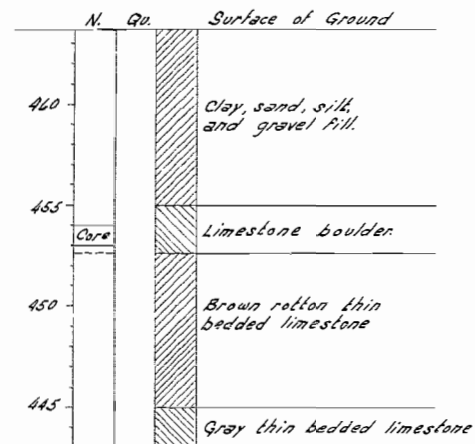 N. Qu. Surface of Ground
460
Clay, sand, silt,
and gravel fill.
455
Core
Limestone boulder.
450
Brown rotton thin
bedded limestone
445
Gray thin bedded limestone